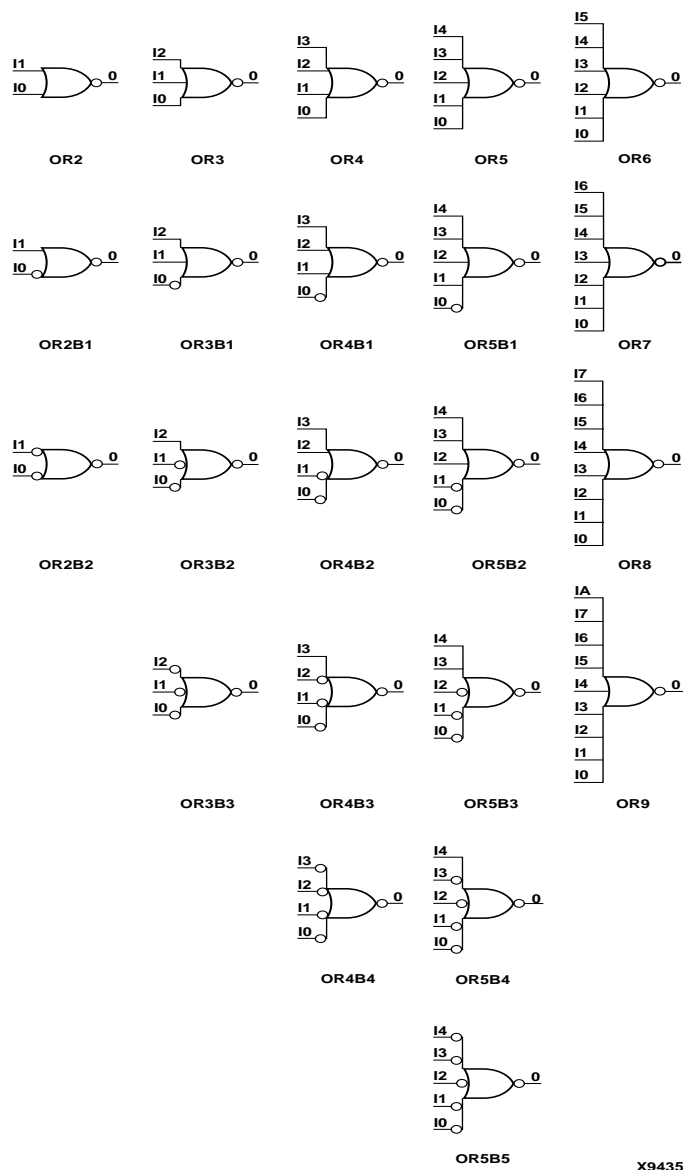 I1
I0
0
OR2
I2
I1
I0
0
OR3
I3
I2
I1
I0
0
OR4
I4
I3
I2
I1
I0
0
OR5
I5
I4
I3
I2
I1
I0
0
OR6
I1
I0
0
OR2B1
I2
I1
I0
0
OR3B1
I3
I2
I1
I0
0
OR4B1
I4
I3
I2
I1
I0
0
OR5B1
I6
I5
I4
I3
I2
I1
I0
0
OR7
I1
I0
0
OR2B2
I2
I1
I0
0
OR3B2
I3
I2
I1
I0
0
OR4B2
I4
I3
I2
I1
I0
0
OR5B2
I7
I6
I5
I4
I3
I2
I1
I0
0
OR8
I2
I1
I0
0
OR3B3
I3
I2
I1
I0
0
OR4B3
I4
I3
I2
I1
I0
0
OR5B3
IA
I7
I6
I5
I4
I3
I2
I1
I0
0
OR9
I3
I2
I1
I0
0
OR4B4
I4
I3
I2
I1
I0
0
OR5B4
I4
I3
I2
I1
I0
0
OR5B5
X9435